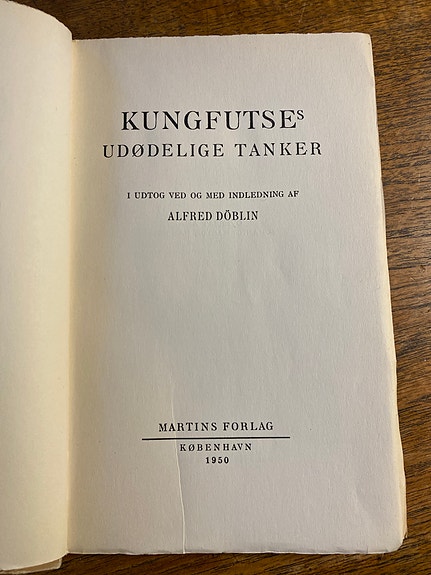 KUNGFUTSEs
UDØDELIGE TANKER
I UDTOG VED OG MED INDLEDNING AF
ALFRED DÖBLIN
MARTINS FORLAG
KØBENHAVN
1950